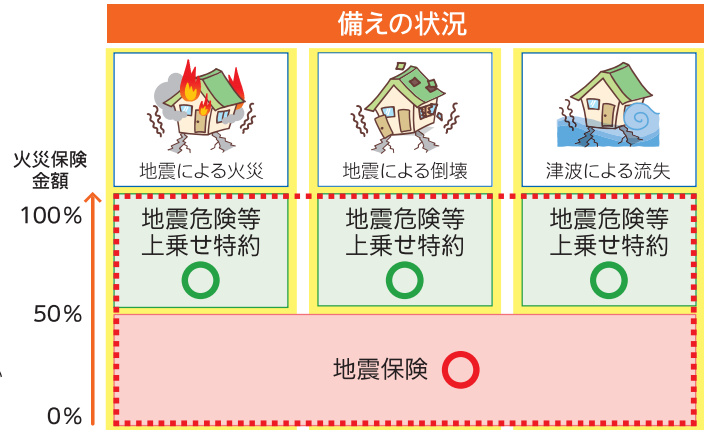 備えの状況
地震による火災
地震による倒壊
津波による流失
火災保険
金額
100%
地震危険等
上乗せ特約
地震危険等
上乗せ特約
地震危険等
上乗せ特約
50%
地震保険
0%